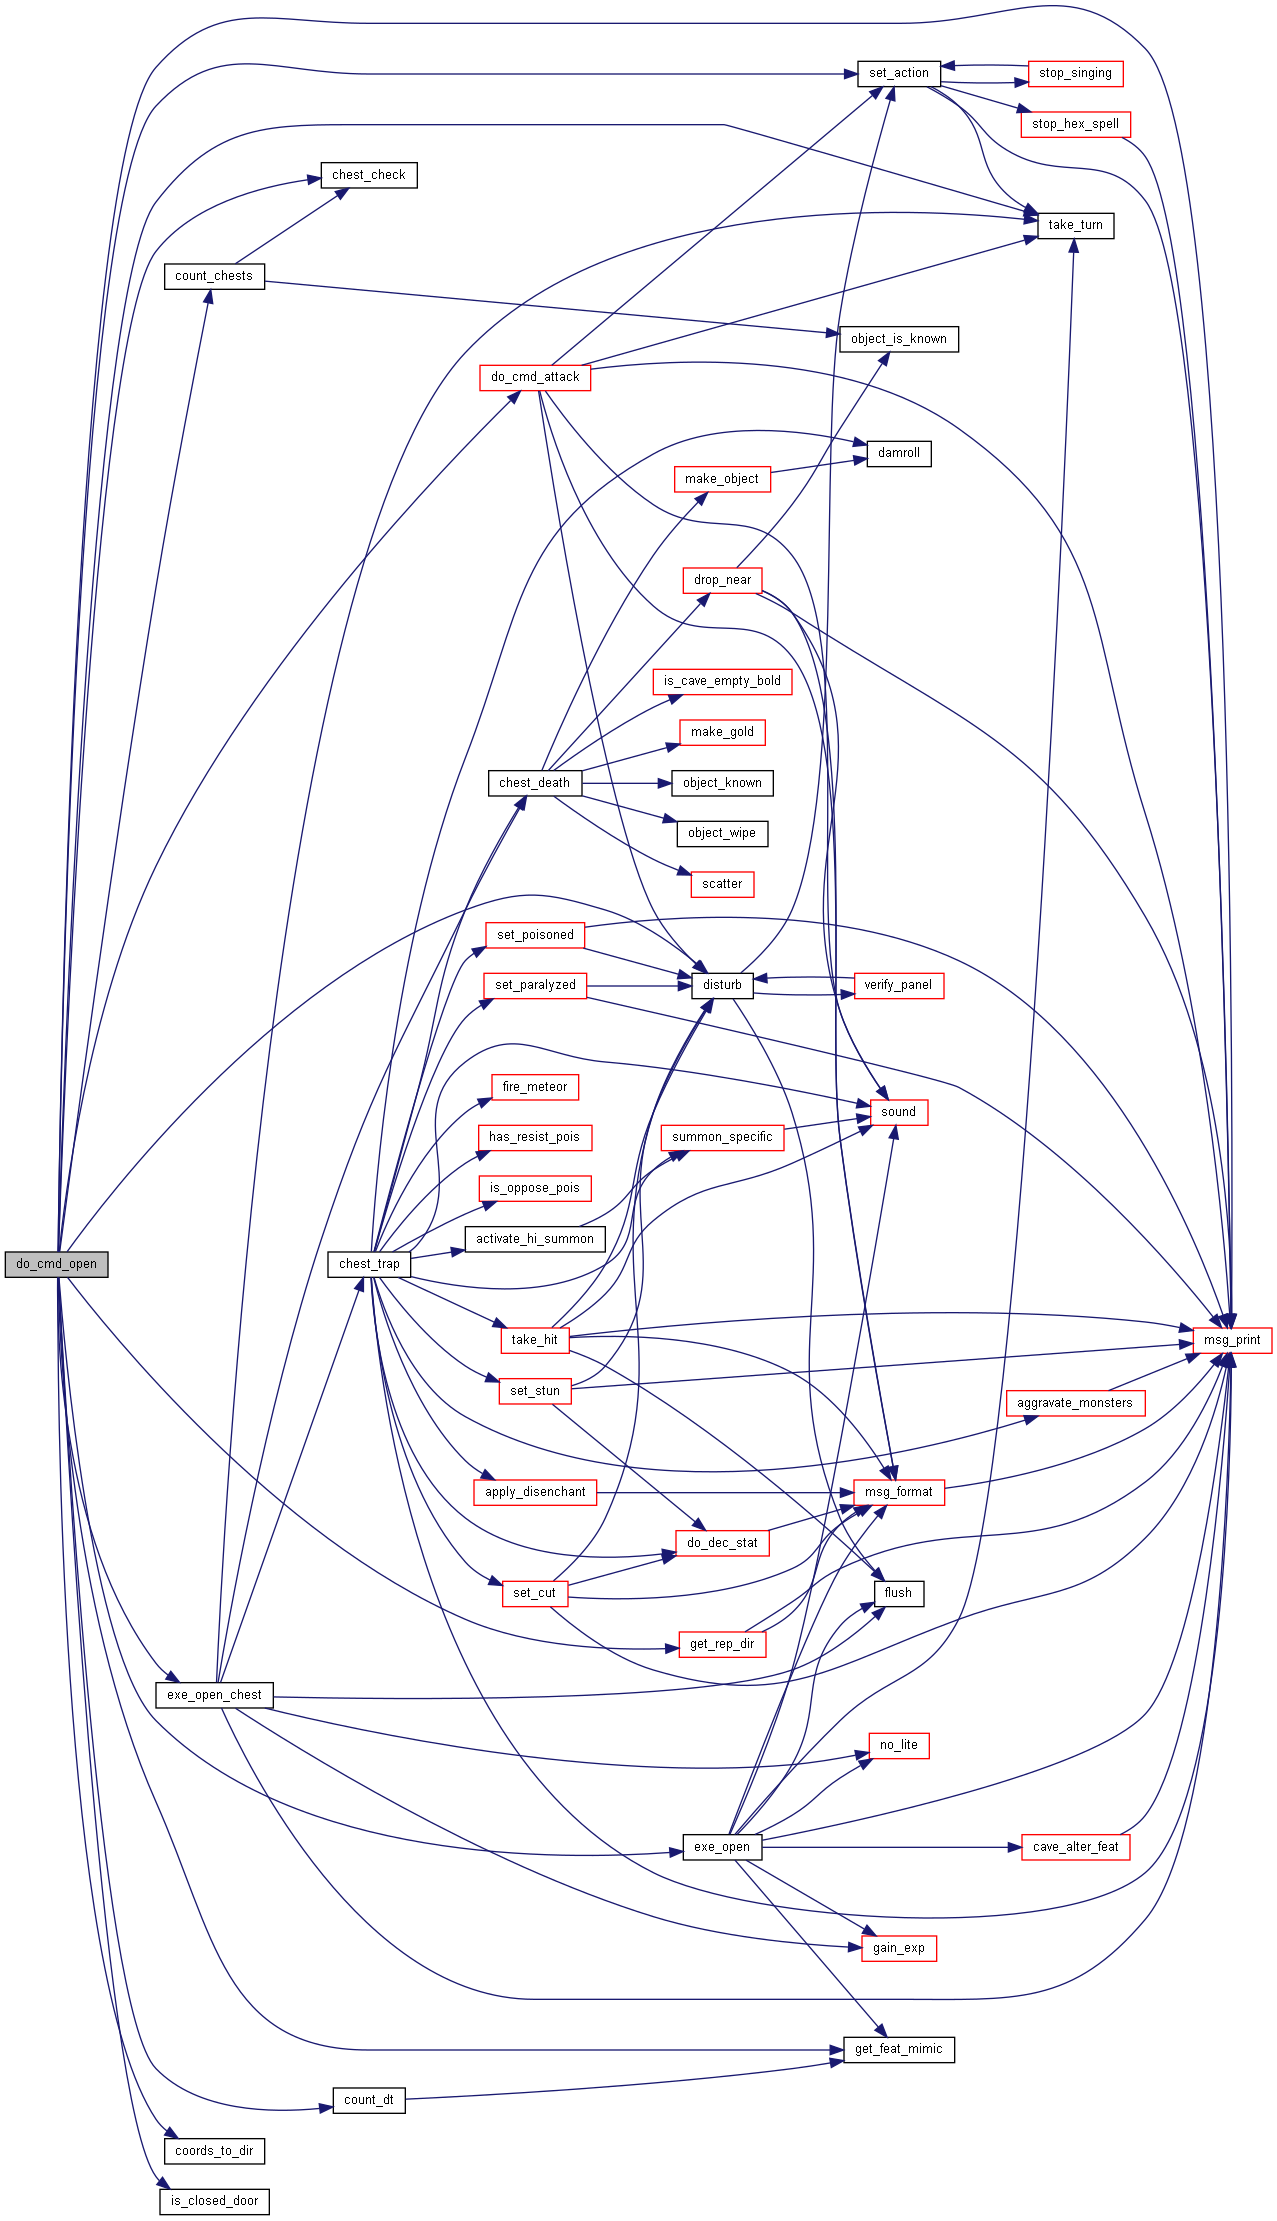 set_action
stop_singing
stop_hex_spell
chest_check
take_turn
count_chests
object_is_known
do_cmd_attack
damroll
make_object
drop_near
is_cave_empty_bold
make_gold
chest_death
object_known
object_wipe
scatter
set_poisoned
set_paralyzed
disturb
verify_panel
fire_meteor
sound
has_resist_pois
summon_specific
is_oppose_pois
activate_hi_summon
do_cmd_open
chest_trap
take_hit
msg_print
set_stun
aggravate_monsters
apply_disenchant
msg_format
do_dec_stat
set_cut
flush
get_rep_dir
exe_open_chest
no_lite
exe_open
cave_alter_feat
gain_exp
get_feat_mimic
count_dt
coords_to_dir
is_closed_door